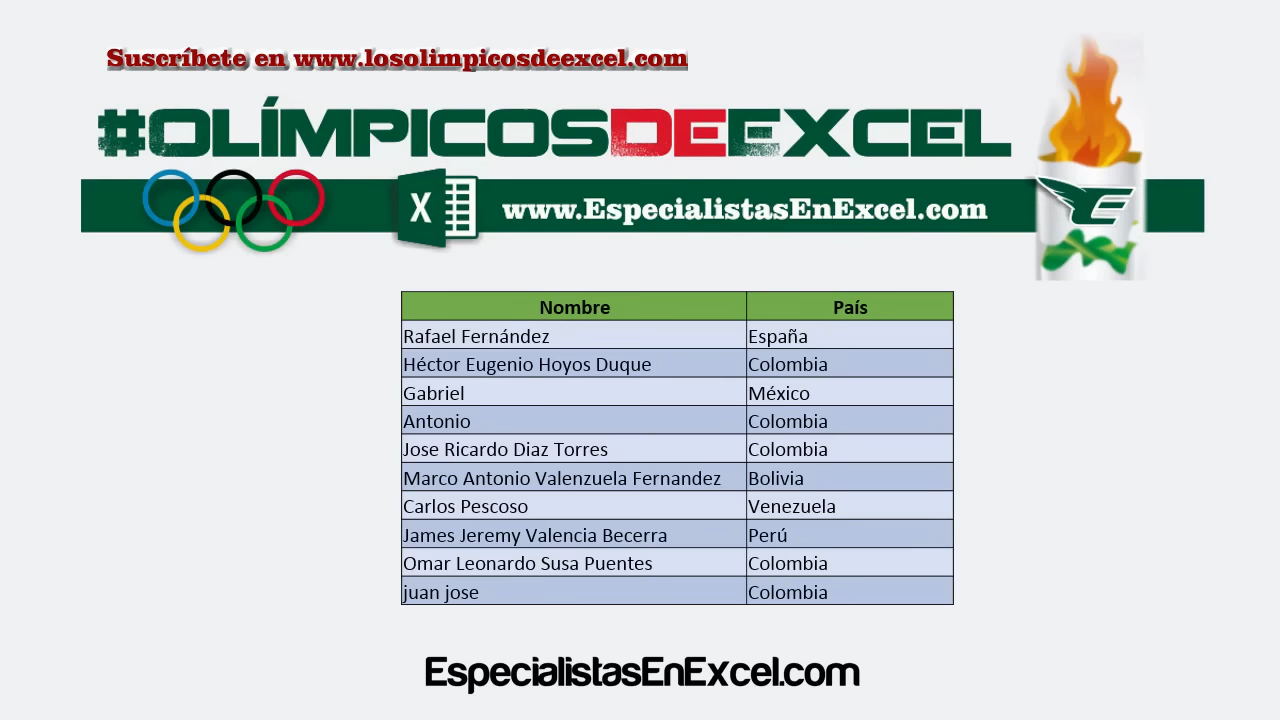 Suscríbete en www.losolimpicosdeexcel.com
#OLÍMPICOSDEEXCEL
X www.EspecialistasEnExcel.com E
Nombre País
Rafael Fernández España
Héctor Eugenio Hoyos Duque Colombia
Gabriel México
Antonio Colombia
Jose Ricardo Diaz Torres Colombia
Marco Antonio Valenzuela Fernandez Bolivia
Carlos Pescoso Venezuela
James Jeremy Valencia Becerra Perú
Omar Leonardo Susa Puentes Colombia
juan jose Colombia
EspecialistasEnExcel.com